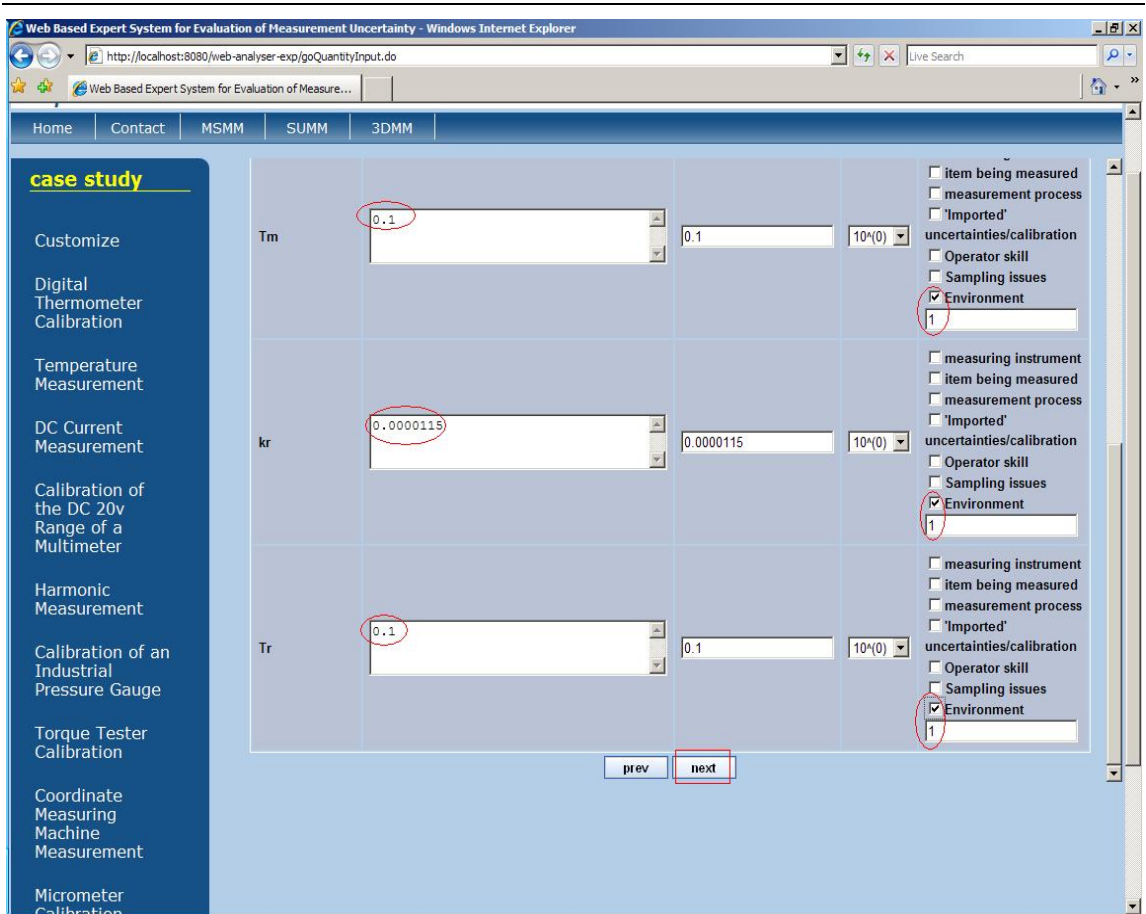 Web Based Expert System for Evaluation of Measurement Uncertainty - Windows Internet Explorer
http://localhost:8080/web-analyser-exp/goQuantityInput.do
Live Search
Web Based Expert System for Evaluation of Measure...
Home Contact MSMM SUMM 3DMM
case study
Customize
Digital
Thermometer
Calibration
Temperature
Measurement
DC Current
Measurement
Calibration of
the DC 20v
Range of a
Multimeter
Harmonic
Measurement
Calibration of an
Industrial
Pressure Gauge
Torque Tester
Calibration
Coordinate
Measuring
Machine
Measurement
Micrometer
Calibration
Tm
0.1
0.1
10^(0)
item being measured
measurement process
'Imported'
uncertainties/calibration
Operator skill
Sampling issues
Environment
1
kr
0.0000115
0.0000115
10^(0)
measuring instrument
item being measured
measurement process
'Imported'
uncertainties/calibration
Operator skill
Sampling issues
Environment
1
Tr
0.1
0.1
10^(0)
measuring instrument
item being measured
measurement process
'Imported'
uncertainties/calibration
Operator skill
Sampling issues
Environment
1
prev next